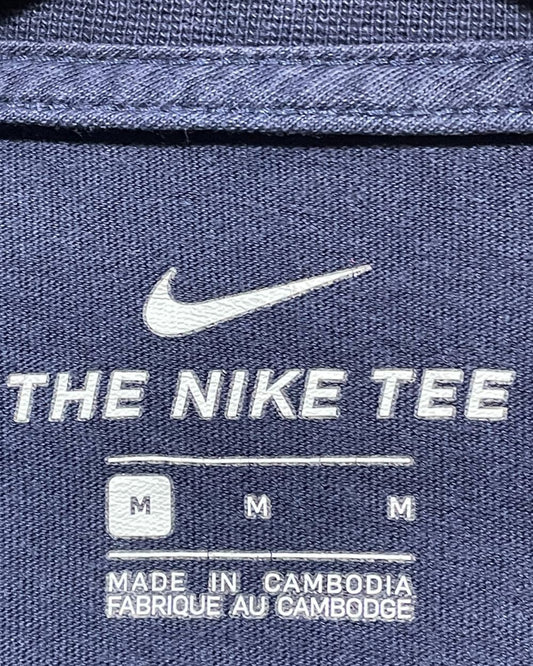 THE NIKE TEE
M M M
MADE IN CAMBODIA
FABRIQUE AU CAMBODGE